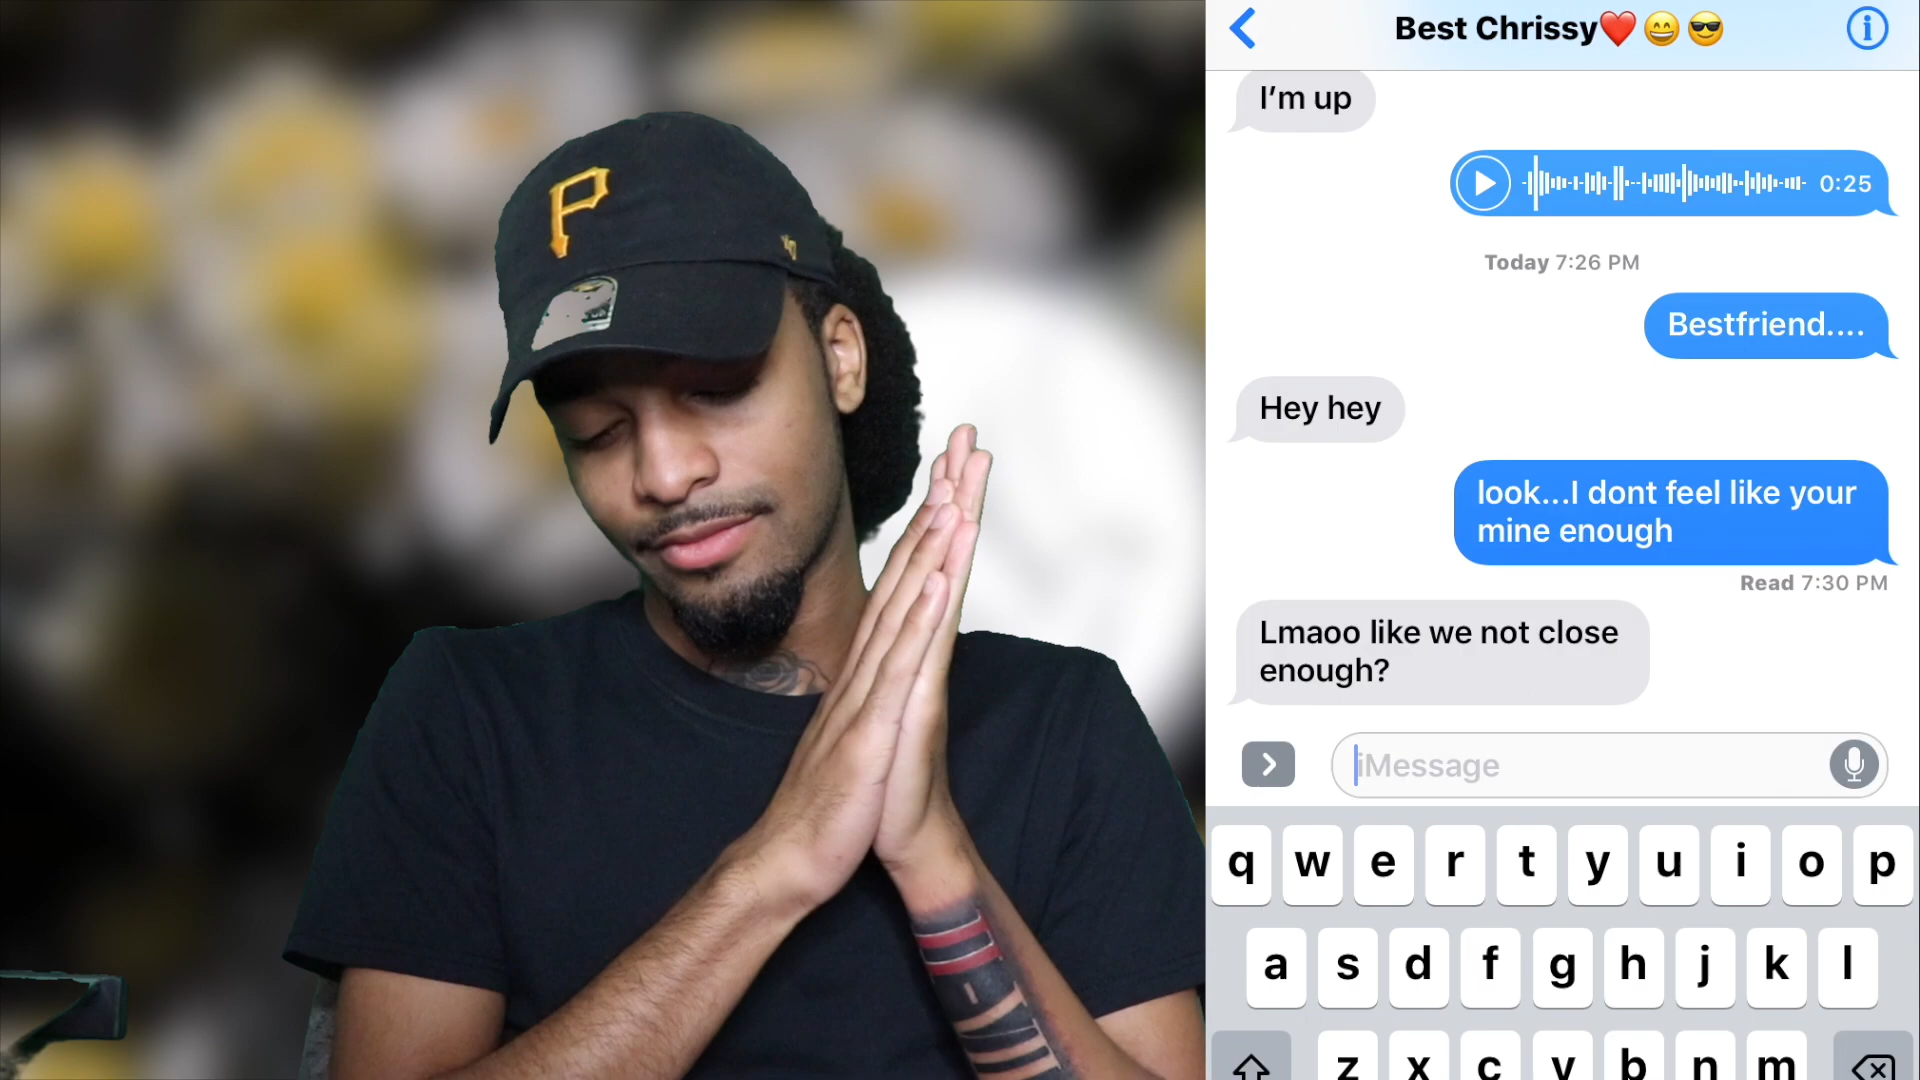 P
Best Chrissy❤️😄😎
I’m up
0:25
Today 7:26 PM
Bestfriend....
Hey hey
look...I dont feel like your
mine enough
Read 7:30 PM
Lmaoo like we not close
enough?
iMessage
q w e r t y u i o p
a s d f g h j k l
z x c v b n m